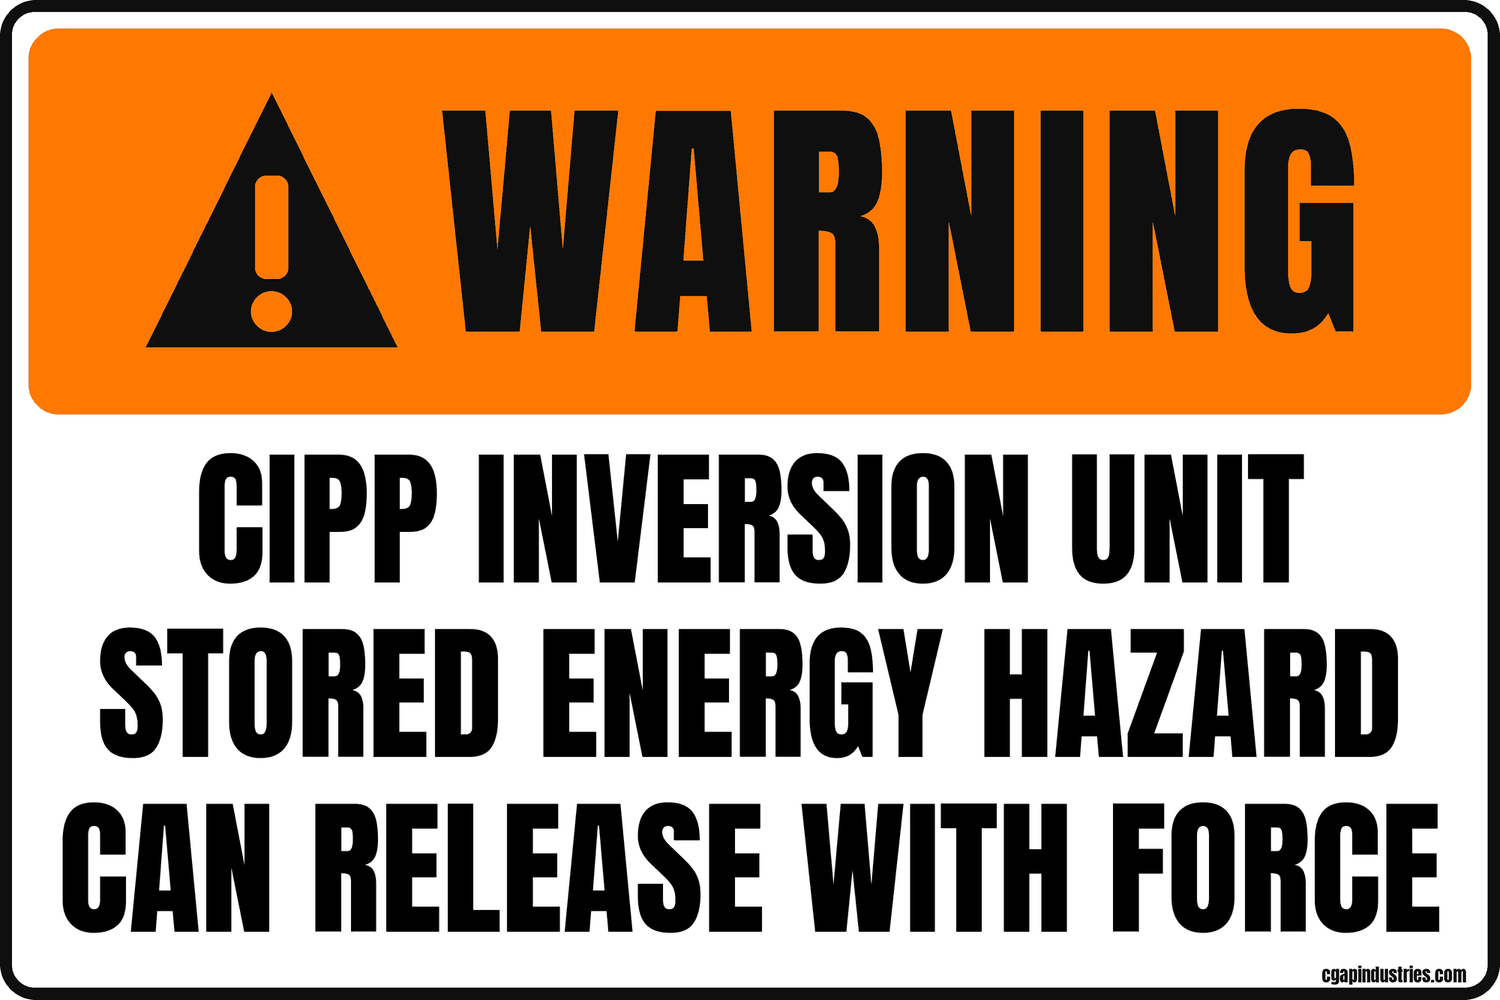 WARNING
CIPP INVERSION UNIT
STORED ENERGY HAZARD
CAN RELEASE WITH FORCE
cgapindustries.com